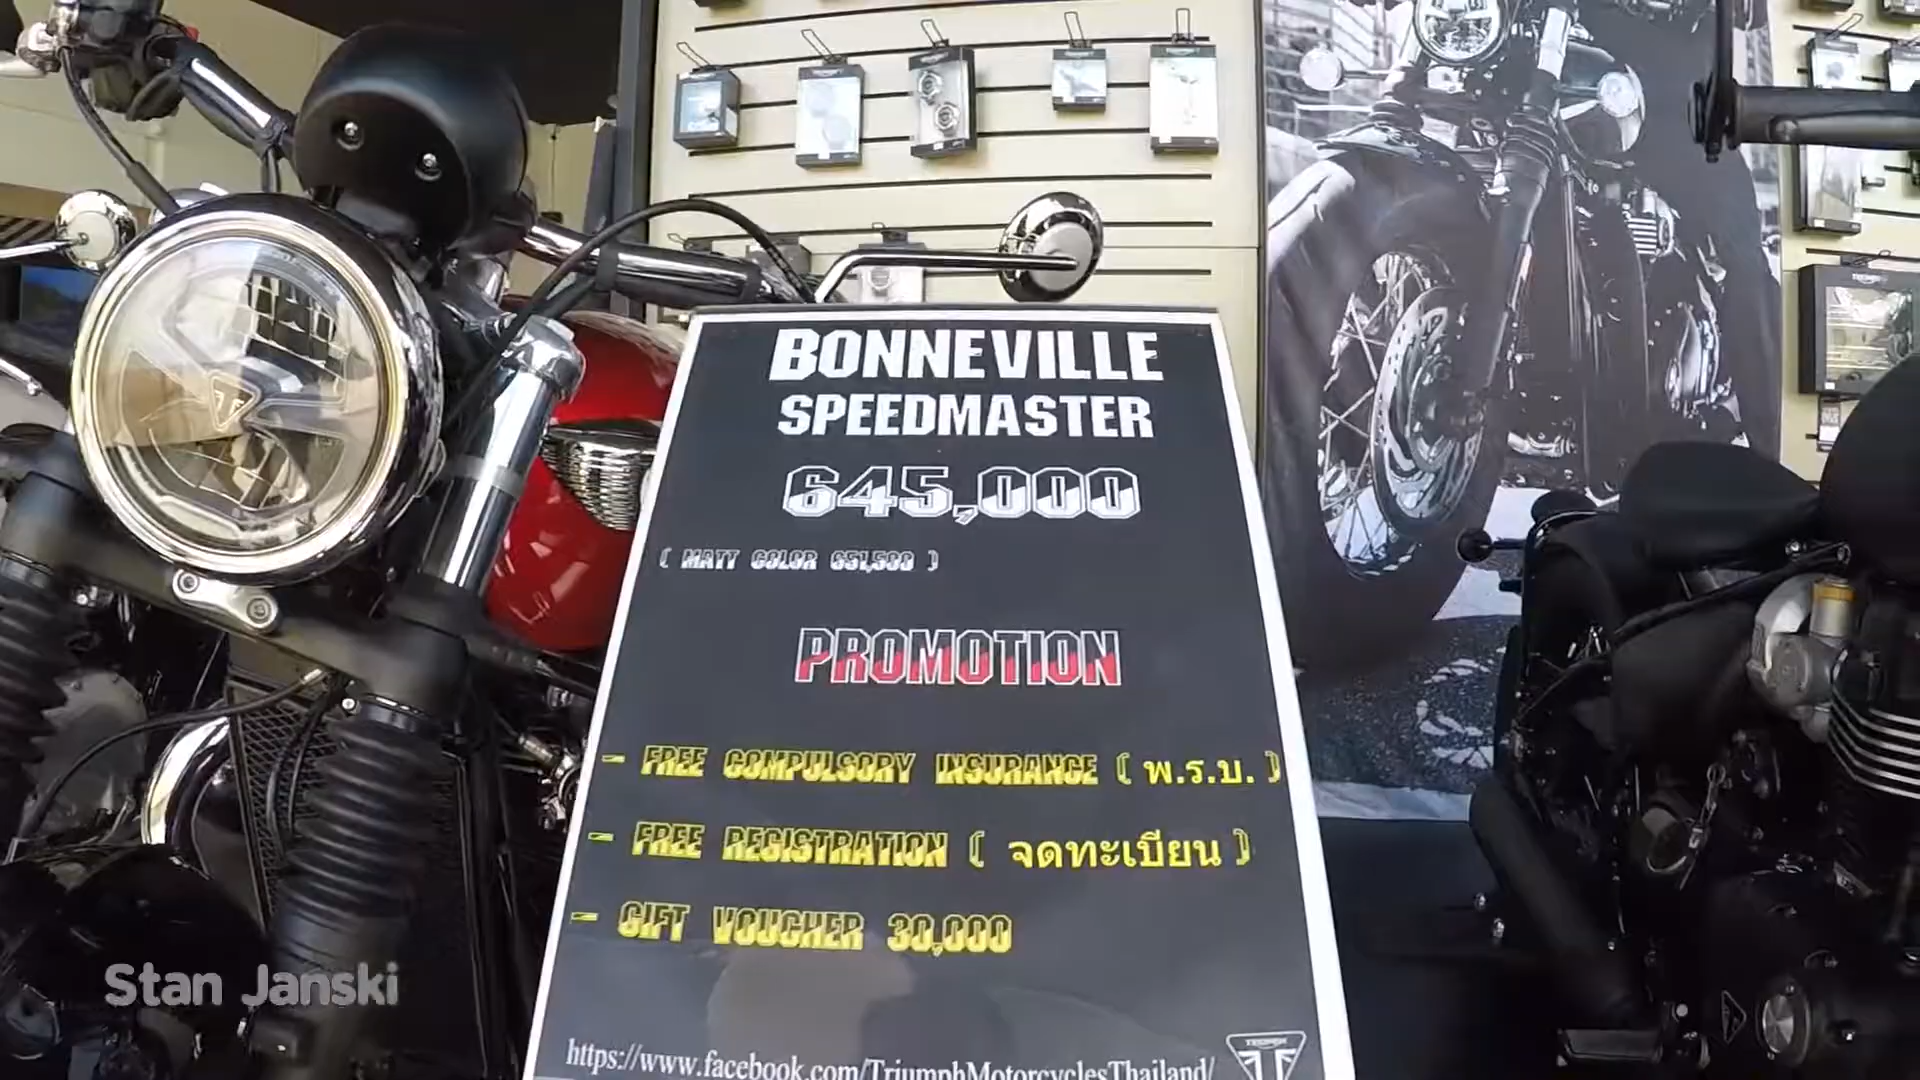 BONNEVILLE
SPEEDMASTER
645,000
( MATT COLOR 651,500 )
PROMOTION
- FREE COMPULSORY INSURANCE ( พ.ร.บ. )
- FREE REGISTRATION ( จดทะเบียน )
- GIFT VOUCHER 30,000
https://www.facebook.com/TriumphMotorcyclesThailand/
TRIUMPH
Stan Janski